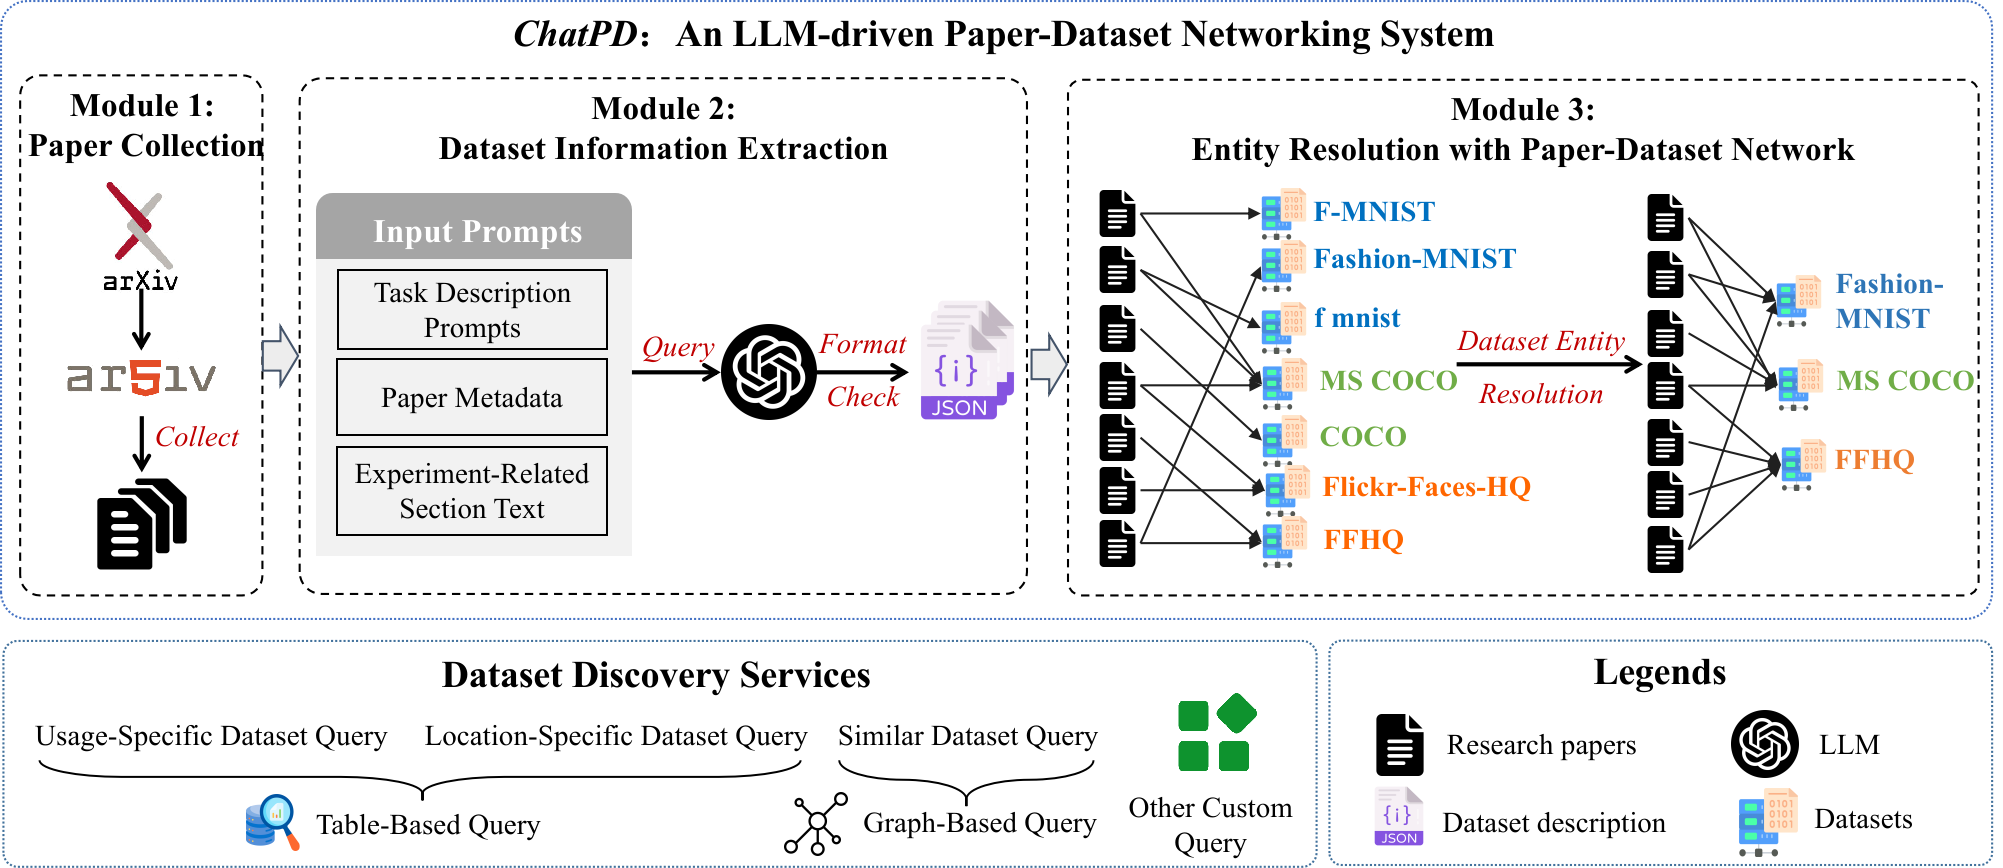 ChatPD: An LLM-driven Paper-Dataset Networking System
Module 1:
Paper Collection
arXiv
ar5iv
Collect
Module 2:
Dataset Information Extraction
Input Prompts
Task Description
Prompts
Paper Metadata
Experiment-Related
Section Text
Query
Format
Check
{i}
JSON
Module 3:
Entity Resolution with Paper-Dataset Network
F-MNIST
Fashion-MNIST
f mnist
MS COCO
COCO
Flickr-Faces-HQ
FFHQ
Dataset Entity
Resolution
Fashion-
MNIST
MS COCO
FFHQ
Dataset Discovery Services
Usage-Specific Dataset Query
Location-Specific Dataset Query
Similar Dataset Query
Table-Based Query
Graph-Based Query
Other Custom
Query
Legends
Research papers
LLM
{i}
JSON
Dataset description
0101
0101
Datasets